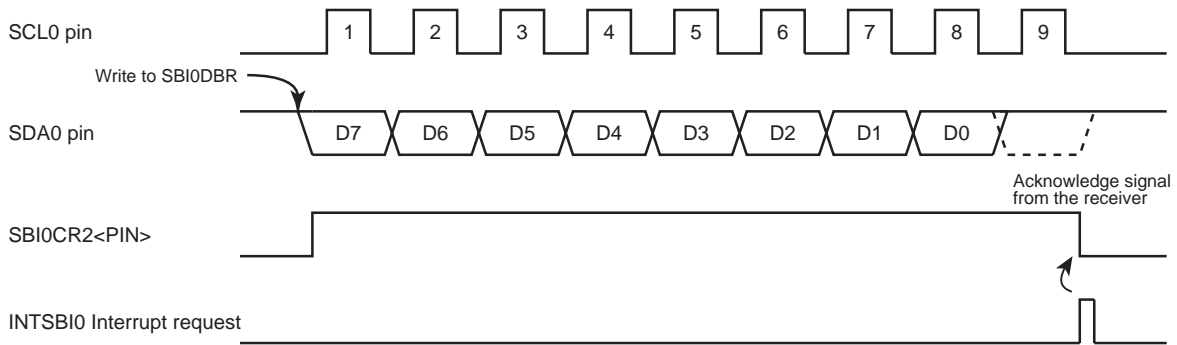 SCL0 pin
1 2 3 4 5 6 7 8 9
Write to SBI0DBR
SDA0 pin
D7 D6 D5 D4 D3 D2 D1 D0
Acknowledge signal
from the receiver
SBI0CR2<PIN>
INTSBI0 Interrupt request